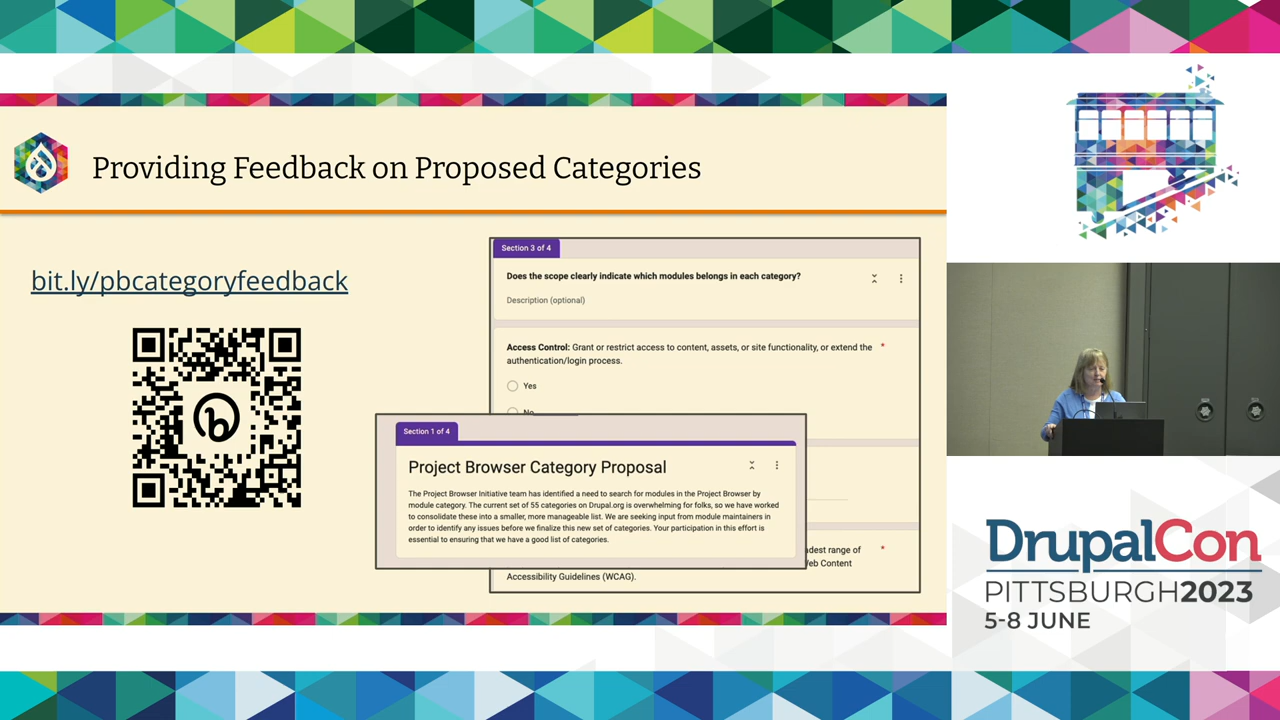 Providing Feedback on Proposed Categories
bit.ly/pbcategoryfeedback
Section 3 of 4
Does the scope clearly indicate which modules belongs in each category?
Description (optional)
Access Control: Grant or restrict access to content, assets, or site functionality, or extend the *
authentication/login process.
Yes
No
Section 1 of 4
Project Browser Category Proposal
The Project Browser Initiative team has identified a need to search for modules in the Project Browser by
module category. The current set of 55 categories on Drupal.org is overwhelming for folks, so we have worked
to consolidate these into a smaller, more manageable list. We are seeking input from module maintainers in
order to identify any issues before we finalize this new set of categories. Your participation in this effort is
essential to ensuring that we have a good list of categories.
range of *
Content
Accessibility Guidelines (WCAG).
DrupalCon
PITTSBURGH2023
5-8 JUNE